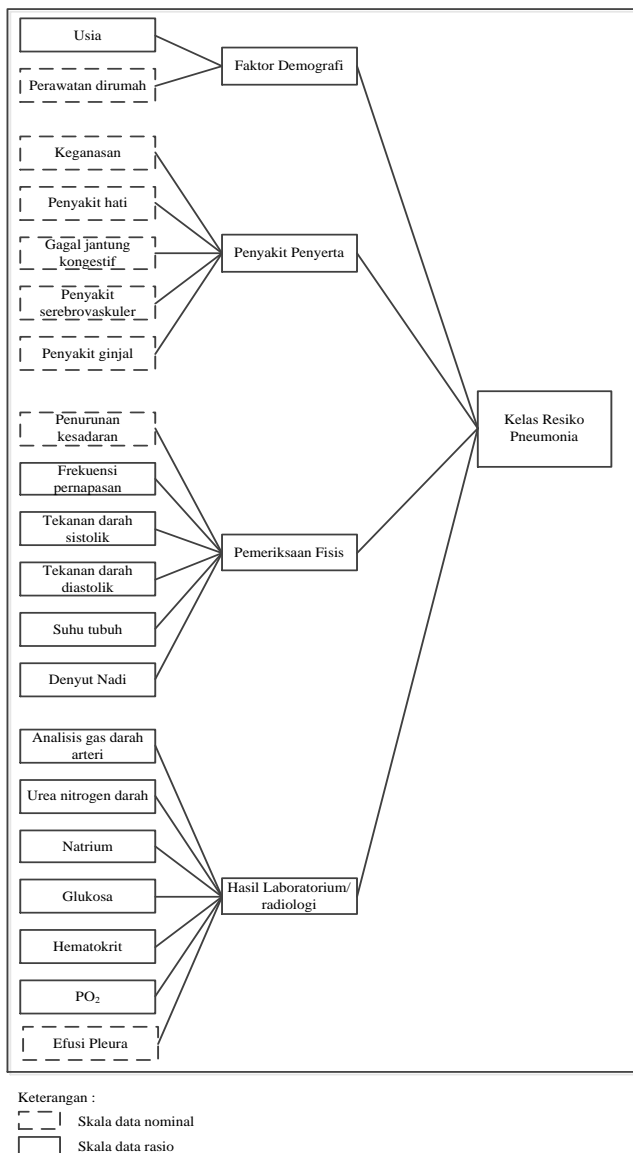 Usia
Perawatan dirumah
Faktor Demografi
Keganasan
Penyakit hati
Gagal jantung
kongestif
Penyakit
serebrovaskuler
Penyakit ginjal
Penyakit Penyerta
Penurunan
kesadaran
Frekuensi
pernapasan
Tekanan darah
sistolik
Tekanan darah
diastolik
Suhu tubuh
Denyut Nadi
Pemeriksaan Fisis
Analisis gas darah
arteri
Urea nitrogen darah
Natrium
Glukosa
Hematokrit
PO₂
Efusi Pleura
Hasil Laboratorium/
radiologi
Kelas Resiko
Pneumonia
Keterangan :
Skala data nominal
Skala data rasio